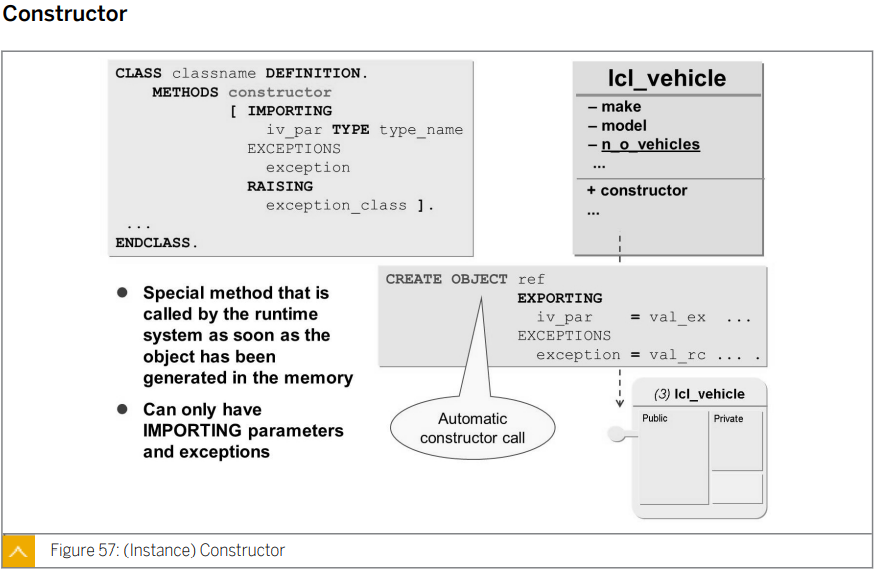 Constructor
CLASS classname DEFINITION.
METHODS constructor
[ IMPORTING
iv_par TYPE type_name
EXCEPTIONS
exception
RAISING
exception_class ].
...
ENDCLASS.
lcl_vehicle
– make
– model
– n_o_vehicles
...
+ constructor
...
● Special method that is
called by the runtime
system as soon as the
object has been
generated in the memory
● Can only have
IMPORTING parameters
and exceptions
CREATE OBJECT ref
EXPORTING
iv_par = val_ex ...
EXCEPTIONS
exception = val_rc ... .
Automatic
constructor call
(3) lcl_vehicle
Public Private
Figure 57: (Instance) Constructor